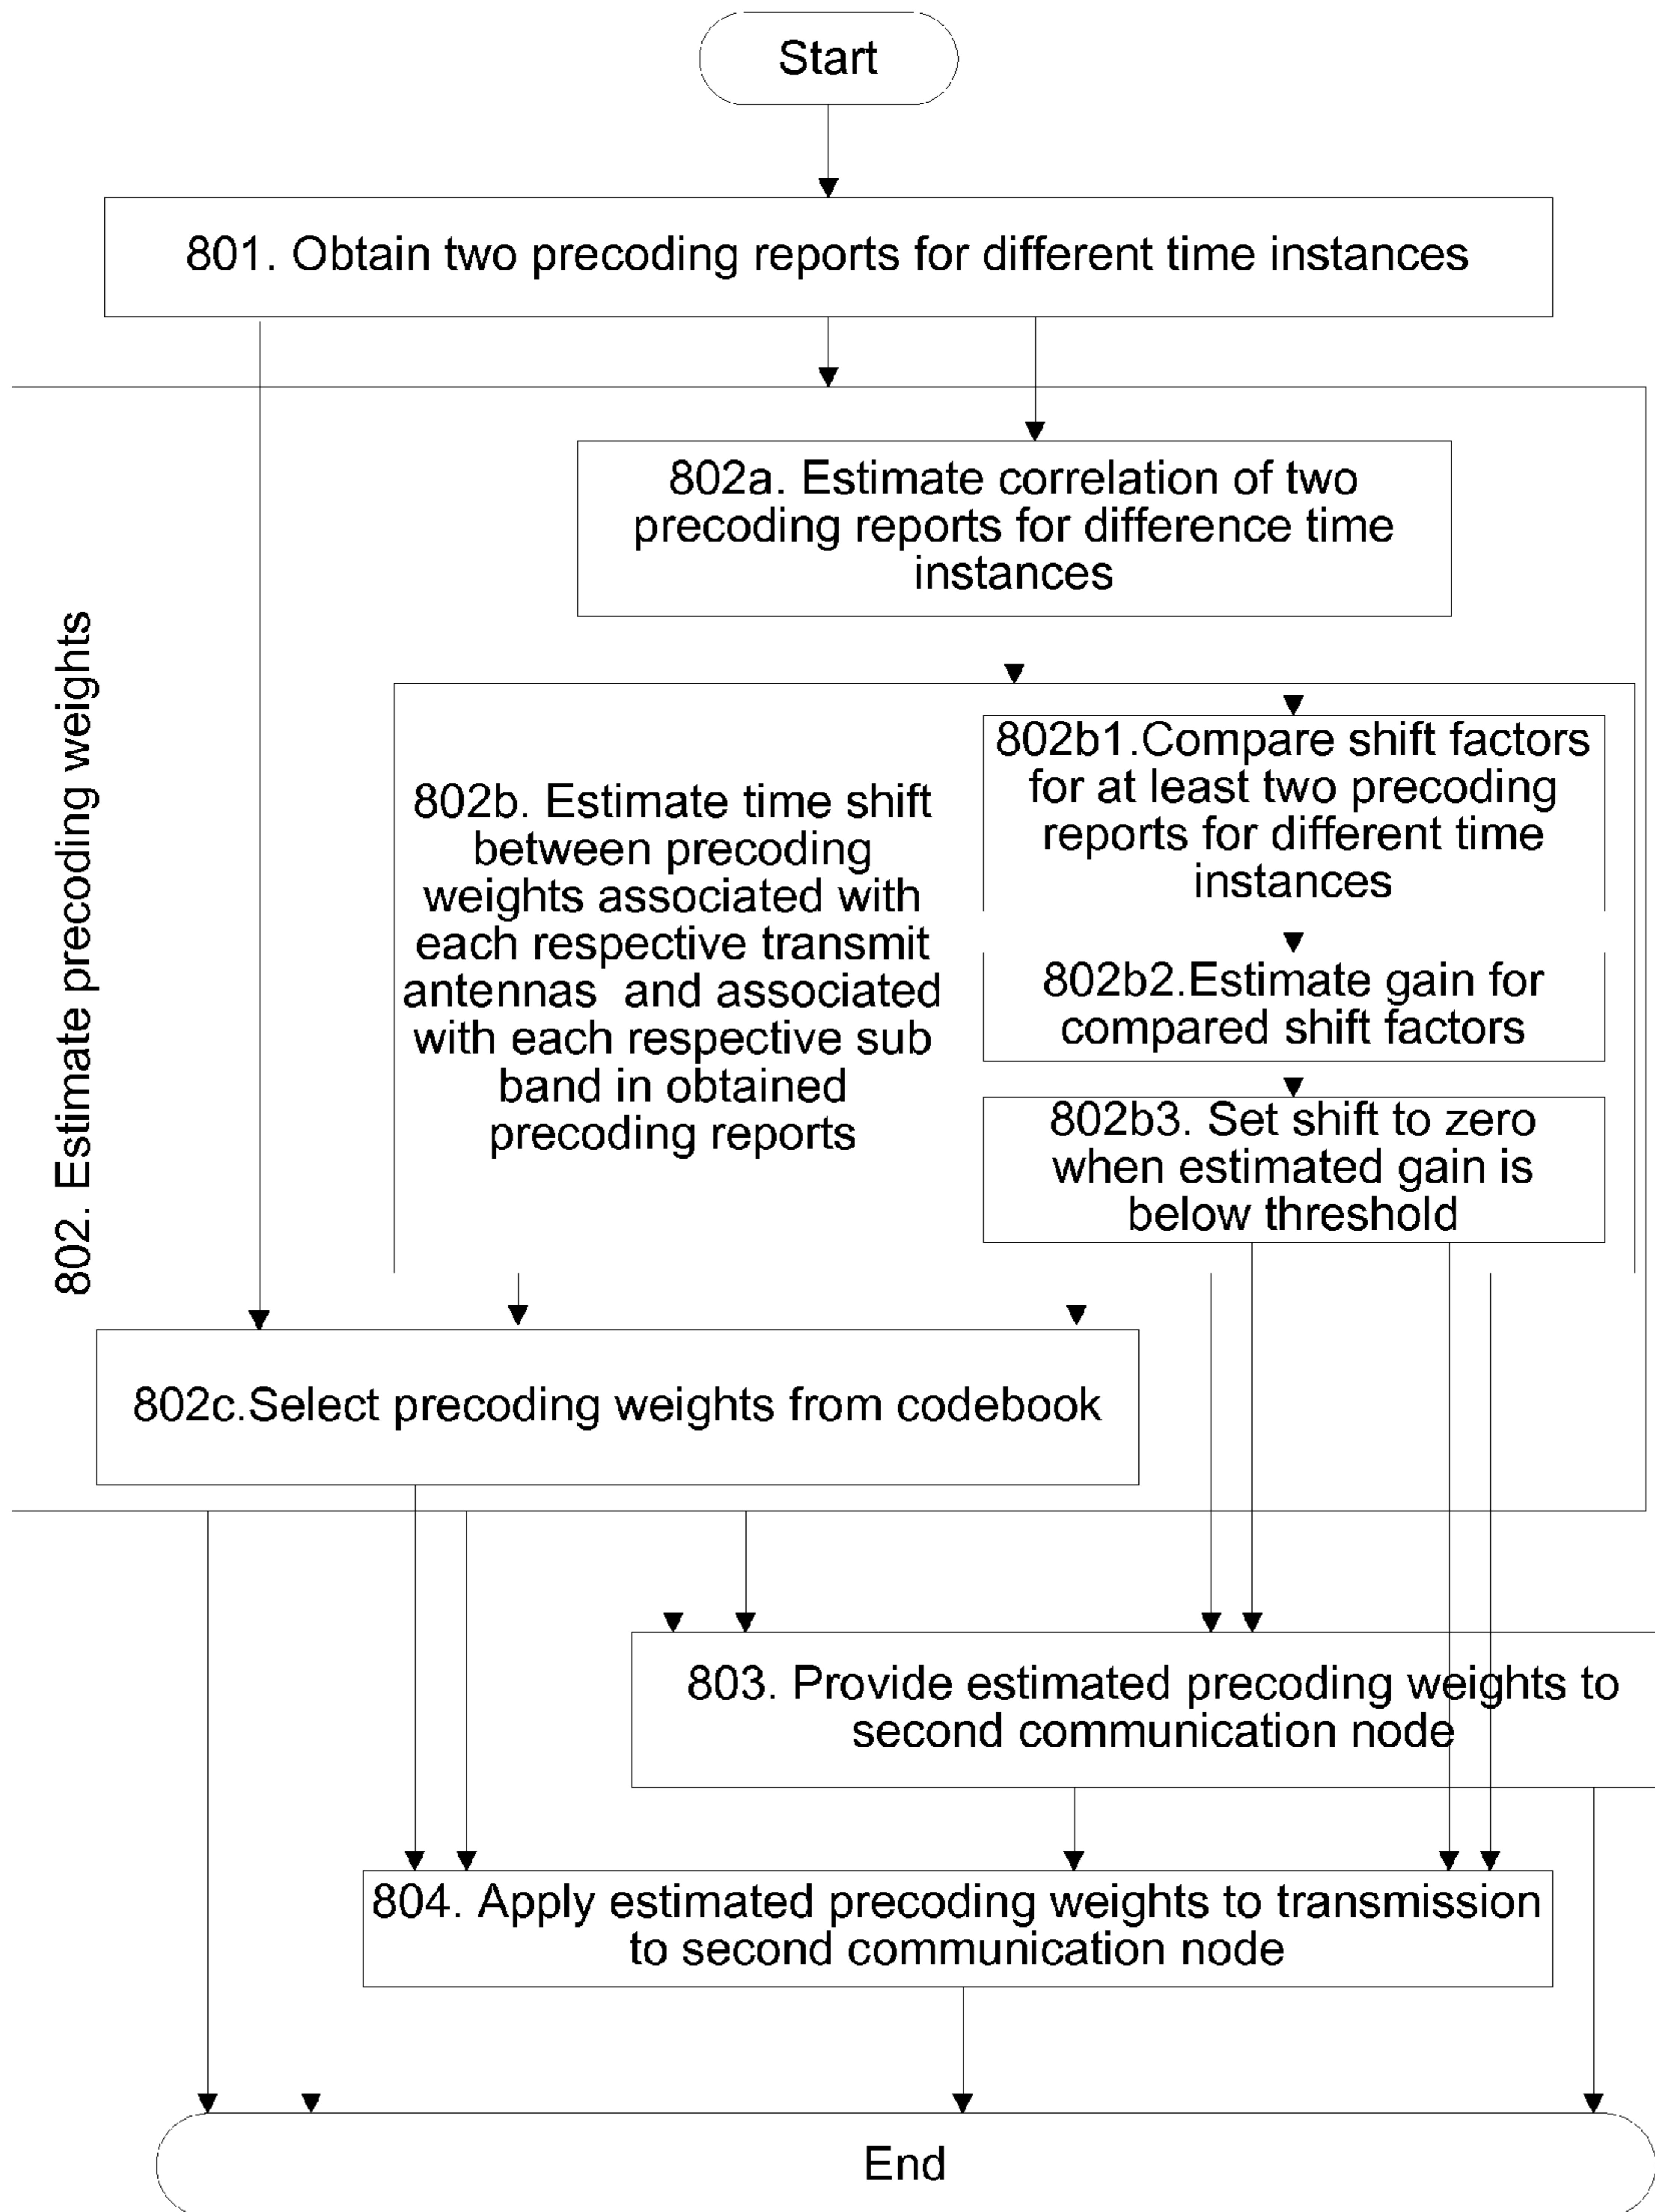 Start
801. Obtain two precoding reports for different time instances
802. Estimate precoding weights
802a. Estimate correlation of two
precoding reports for difference time
instances
802b. Estimate time shift
between precoding
weights associated with
each respective transmit
antennas and associated
with each respective sub
band in obtained
precoding reports
802b1.Compare shift factors
for at least two precoding
reports for different time
instances
802b2.Estimate gain for
compared shift factors
802b3. Set shift to zero
when estimated gain is
below threshold
802c.Select precoding weights from codebook
803. Provide estimated precoding weights to
second communication node
804. Apply estimated precoding weights to transmission
to second communication node
End